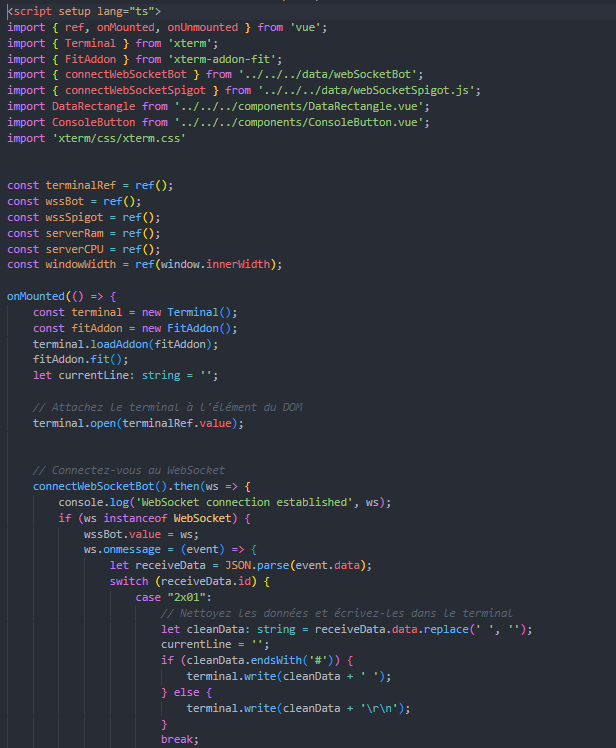 <script setup lang="ts">
import { ref, onMounted, onUnmounted } from 'vue';
import { Terminal } from 'xterm';
import { FitAddon } from 'xterm-addon-fit';
import { connectWebSocketBot } from '../../../data/webSocketBot';
import { connectWebSocketSpigot } from '../../../data/webSocketSpigot.js';
import DataRectangle from '../../../components/DataRectangle.vue';
import ConsoleButton from '../../../components/ConsoleButton.vue';
import 'xterm/css/xterm.css'
const terminalRef = ref();
const wssBot = ref();
const wssSpigot = ref();
const serverRam = ref();
const serverCPU = ref();
const windowWidth = ref(window.innerWidth);
onMounted(() => {
const terminal = new Terminal();
const fitAddon = new FitAddon();
terminal.loadAddon(fitAddon);
fitAddon.fit();
let currentLine: string = '';
// Attachez le terminal à l'élément du DOM
terminal.open(terminalRef.value);
// Connectez-vous au WebSocket
connectWebSocketBot().then(ws => {
console.log('WebSocket connection established', ws);
if (ws instanceof WebSocket) {
wssBot.value = ws;
ws.onmessage = (event) => {
let receiveData = JSON.parse(event.data);
switch (receiveData.id) {
case "2x01":
// Nettoyez les données et écrivez-les dans le terminal
let cleanData: string = receiveData.data.replace(' ', '');
currentLine = '';
if (cleanData.endsWith('#')) {
terminal.write(cleanData + ' ');
} else {
terminal.write(cleanData + '\r\n');
}
break;